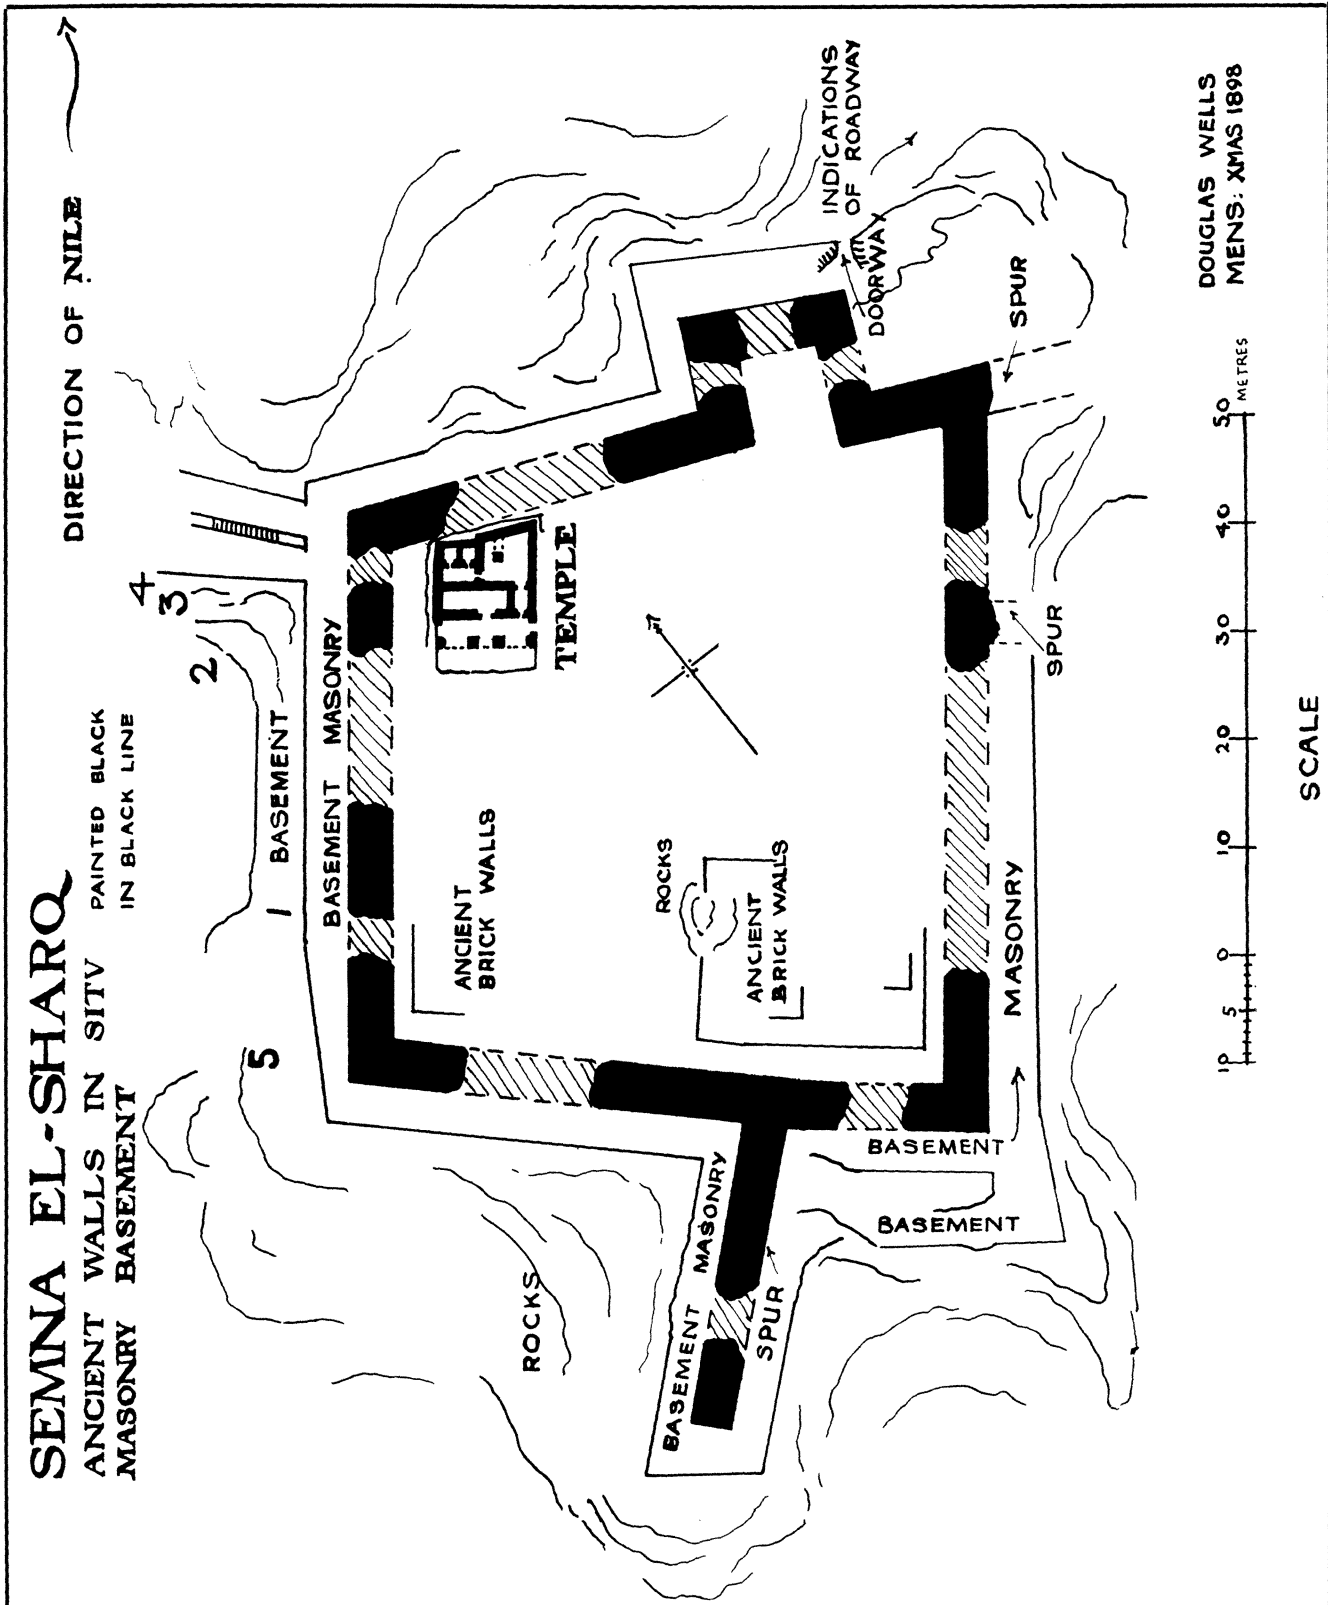 SEMNA EL-SHARQ
ANCIENT WALLS IN SITV PAINTED BLACK
MASONRY BASEMENT IN BLACK LINE
DIRECTION OF NILE
5
1
2
3
4
BASEMENT
BASEMENT MASONRY
ANCIENT
BRICK WALLS
TEMPLE
N
ROCKS
ANCIENT
BRICK WALLS
INDICATIONS
OF ROADWAY
DOORWAY
SPUR
SPUR
MASONRY
BASEMENT
BASEMENT
ROCKS
BASEMENT MASONRY
SPUR
DOUGLAS WELLS
MENS: XMAS 1898
10 5 0 10 20 30 40 50 METRES
SCALE